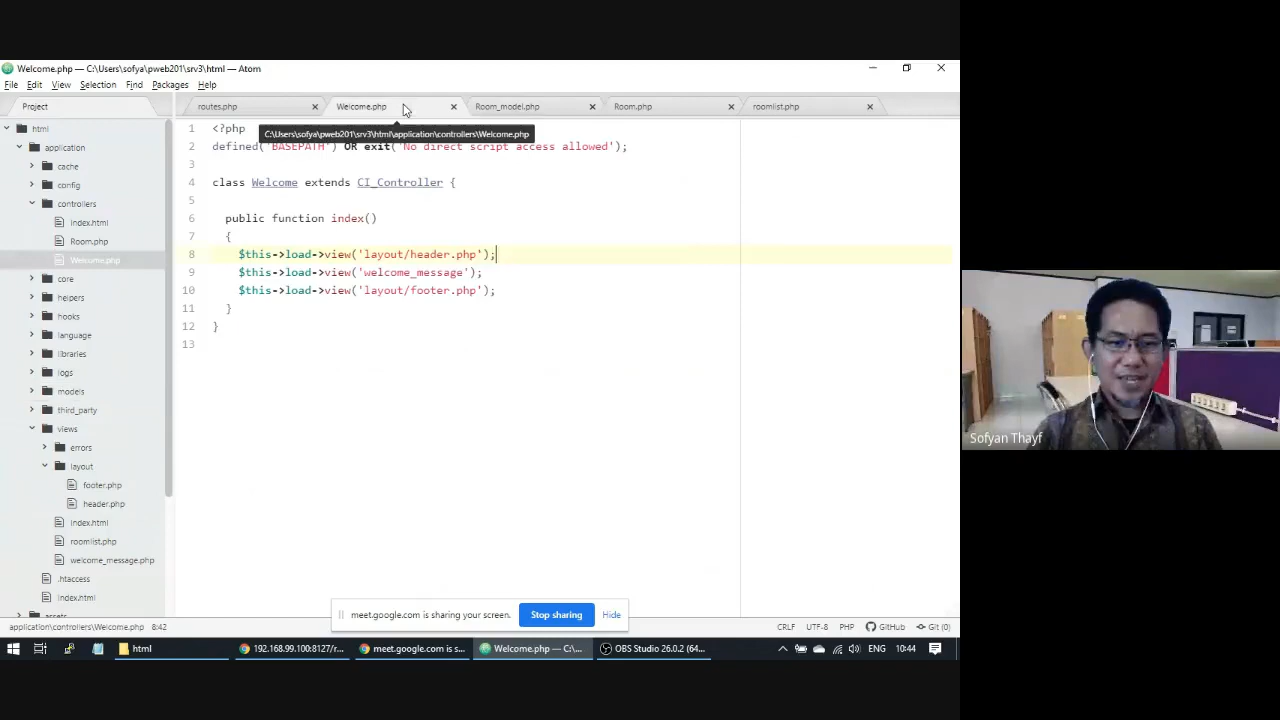 Welcome.php — C:\Users\sofya\pweb201\srv3\html — Atom
File Edit View Selection Find Packages Help
Project
routes.php
Welcome.php
Room_model.php
Room.php
roomlist.php
html
application
cache
config
controllers
index.html
Room.php
Welcome.php
core
helpers
hooks
language
libraries
logs
models
third_party
views
errors
layout
footer.php
header.php
index.html
roomlist.php
welcome_message.php
.htaccess
index.html
assets
1 <?php
C:\Users\sofya\pweb201\srv3\html\application\controllers\Welcome.php
2 defined('BASEPATH') OR exit('No direct script access allowed');
3
4 class Welcome extends CI_Controller {
5
6 public function index()
7 {
8 $this->load->view('layout/header.php');
9 $this->load->view('welcome_message');
10 $this->load->view('layout/footer.php');
11 }
12 }
13
Sofyan Thayf
meet.google.com is sharing your screen. Stop sharing Hide
application\controllers\Welcome.php 8:42
CRLF UTF-8 PHP GitHub Git (0)
html
192.168.99.100:8127/r...
meet.google.com is s...
Welcome.php — C:\...
OBS Studio 26.0.2 (64...
ENG 10:44